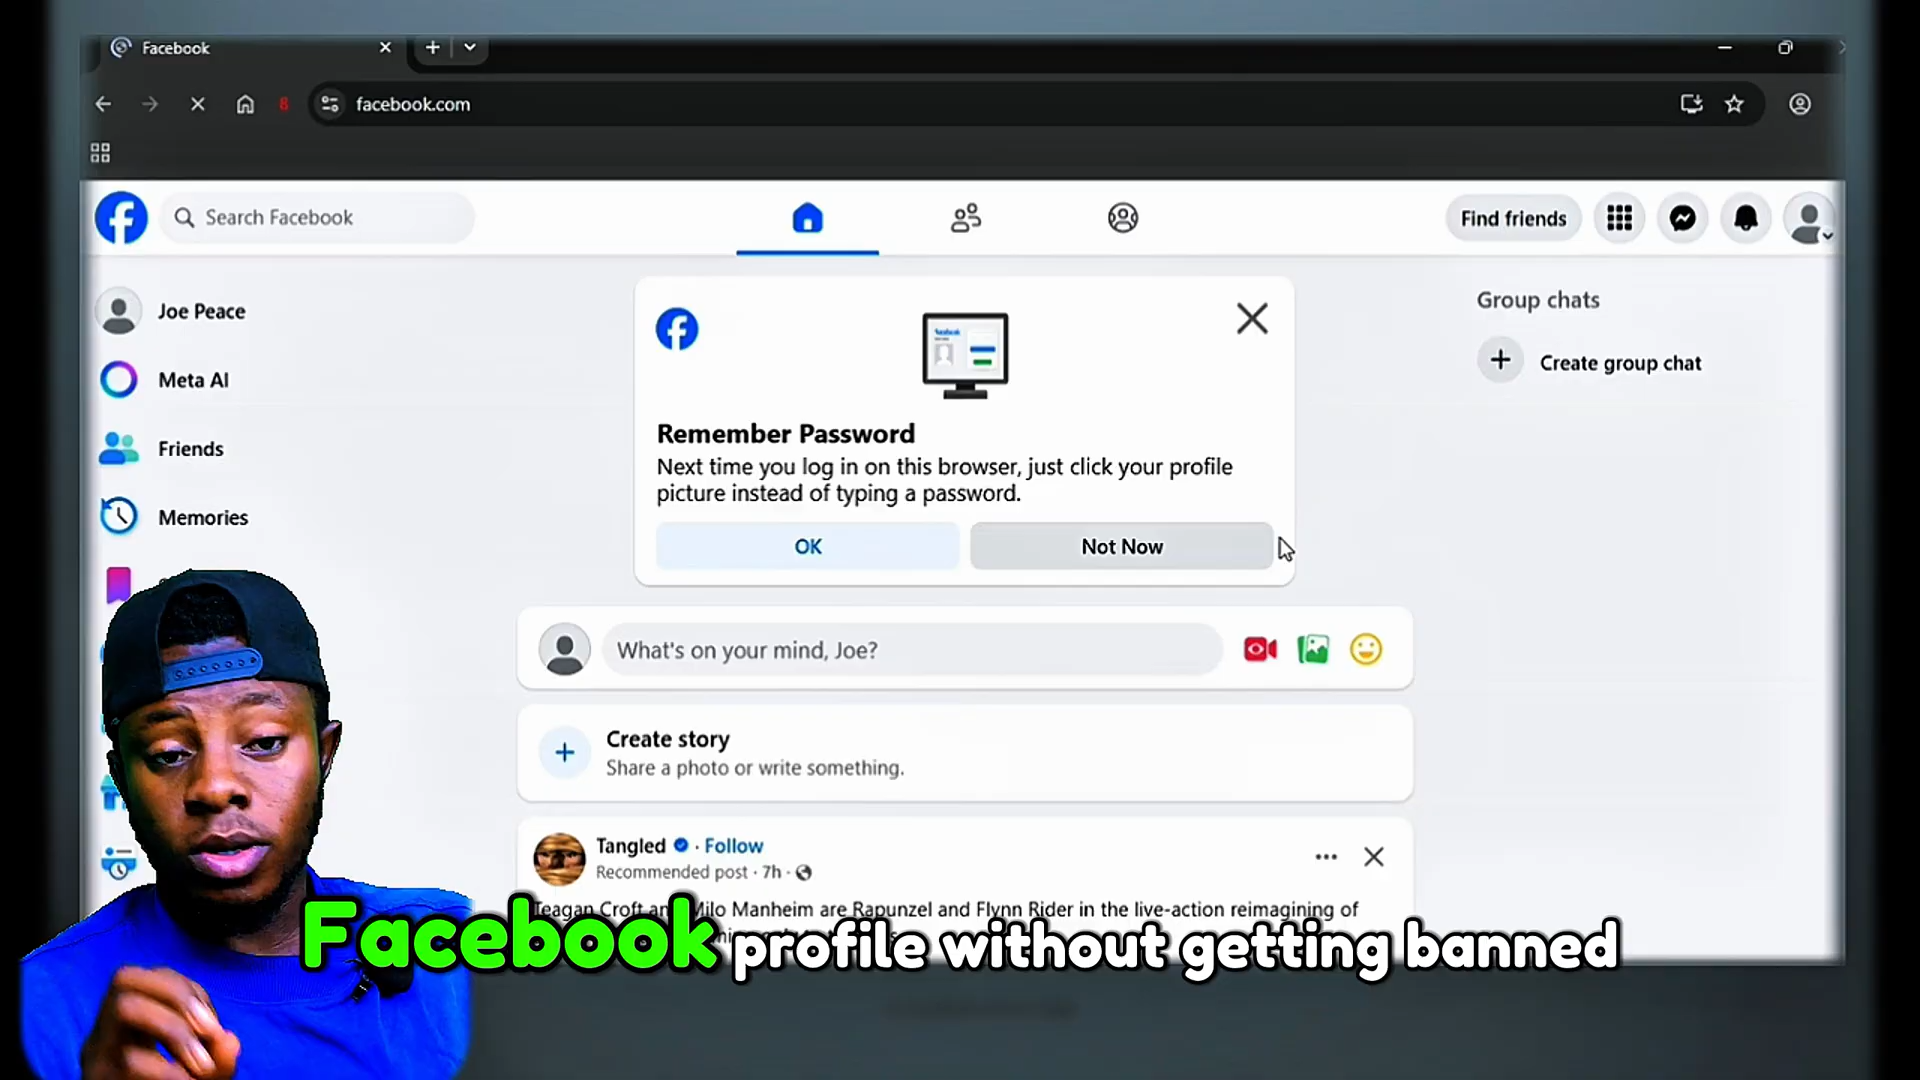 Facebook
facebook.com
Search Facebook
Find friends
Joe Peace
Meta AI
Friends
Memories
Group chats
Create group chat
Remember Password
Next time you log in on this browser, just click your profile
picture instead of typing a password.
OK
Not Now
What's on your mind, Joe?
Create story
Share a photo or write something.
Tangled · Follow
Recommended post · 7h ·
Teagan Croft and Milo Manheim are Rapunzel and Flynn Rider in the live-action reimagining of
Facebook profile without getting banned